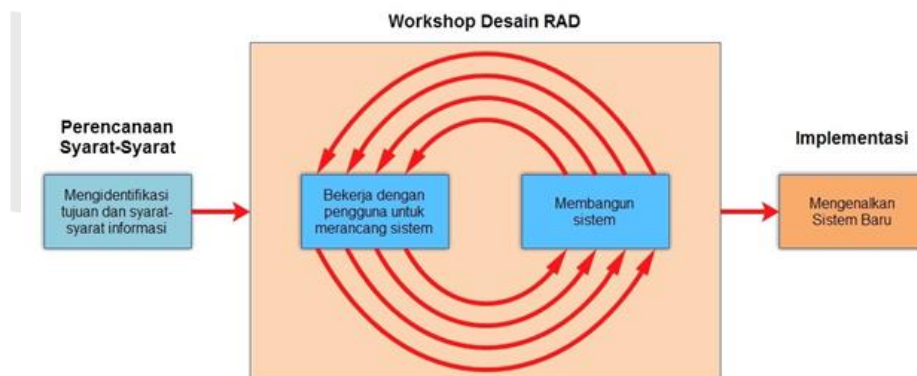 Workshop Desain RAD
Perencanaan
Syarat-Syarat
Mengidentifikasi
tujuan dan syarat-
syarat informasi
Bekerja dengan
pengguna untuk
merancang sistem
Membangun
sistem
Implementasi
Mengenalkan
Sistem Baru